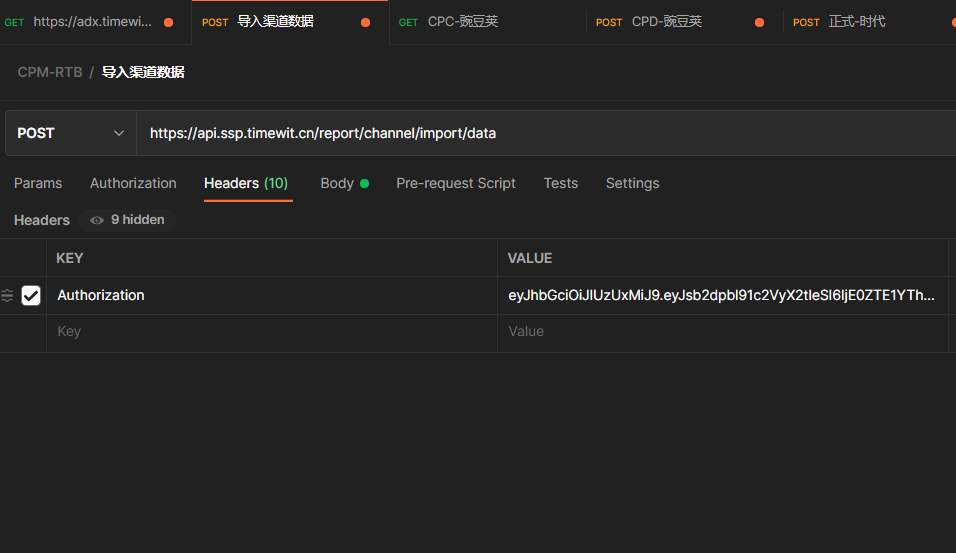 GET https://adx.timewi... POST 导入渠道数据 GET CPC-豌豆荚 POST CPD-豌豆荚 POST 正式-时代
CPM-RTB / 导入渠道数据
POST https://api.ssp.timewit.cn/report/channel/import/data
Params Authorization Headers (10) Body Pre-request Script Tests Settings
Headers 9 hidden
KEY VALUE
Authorization eyJhbGciOiJIUzUxMiJ9.eyJsb2dpbl91c2VyX2tleSI6IjE0ZTE1YTh...
Key Value